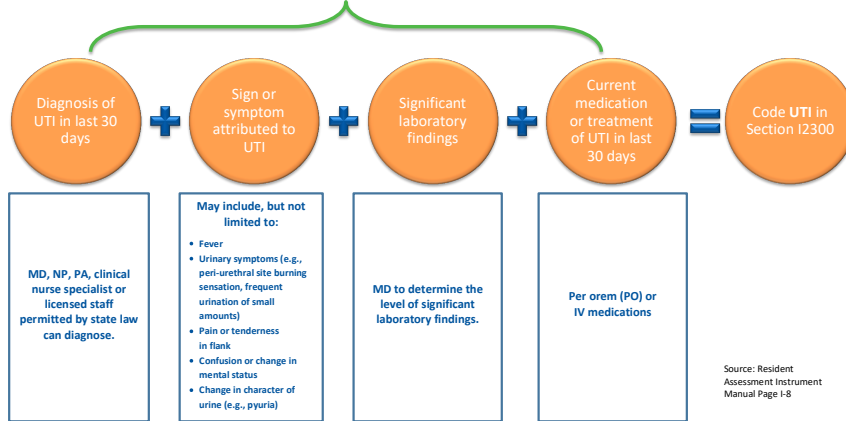 Diagnosis of
UTI in last 30
days
Sign or
symptom
attributed to
UTI
Significant
laboratory
findings
Current
medication
or treatment
of UTI in last
30 days
Code UTI in
Section I2300
MD, NP, PA, clinical
nurse specialist or
licensed staff
permitted by state law
can diagnose.
May include, but not
limited to:
• Fever
• Urinary symptoms (e.g.,
peri-urethral site burning
sensation, frequent
urination of small
amounts)
• Pain or tenderness
in flank
• Confusion or change in
mental status
• Change in character of
urine (e.g., pyuria)
MD to determine the
level of significant
laboratory findings.
Per orem (PO) or
IV medications
Source: Resident
Assessment Instrument
Manual Page I-8